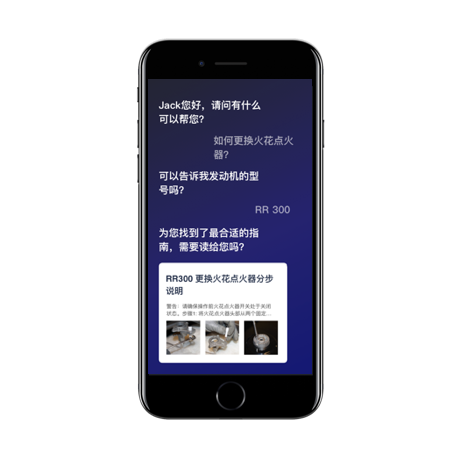 Jack您好，请问有什么
可以帮您?
如何更换火花点火
器?
可以告诉我发动机的型
号吗?
RR 300
为您找到了最合适的指
南，需要读给您吗?
RR300 更换火花点火器分步
说明
警告：请确保操作前火花点火器开关处于关闭
状态。步骤1: 将火花点火器头部从两个固定...